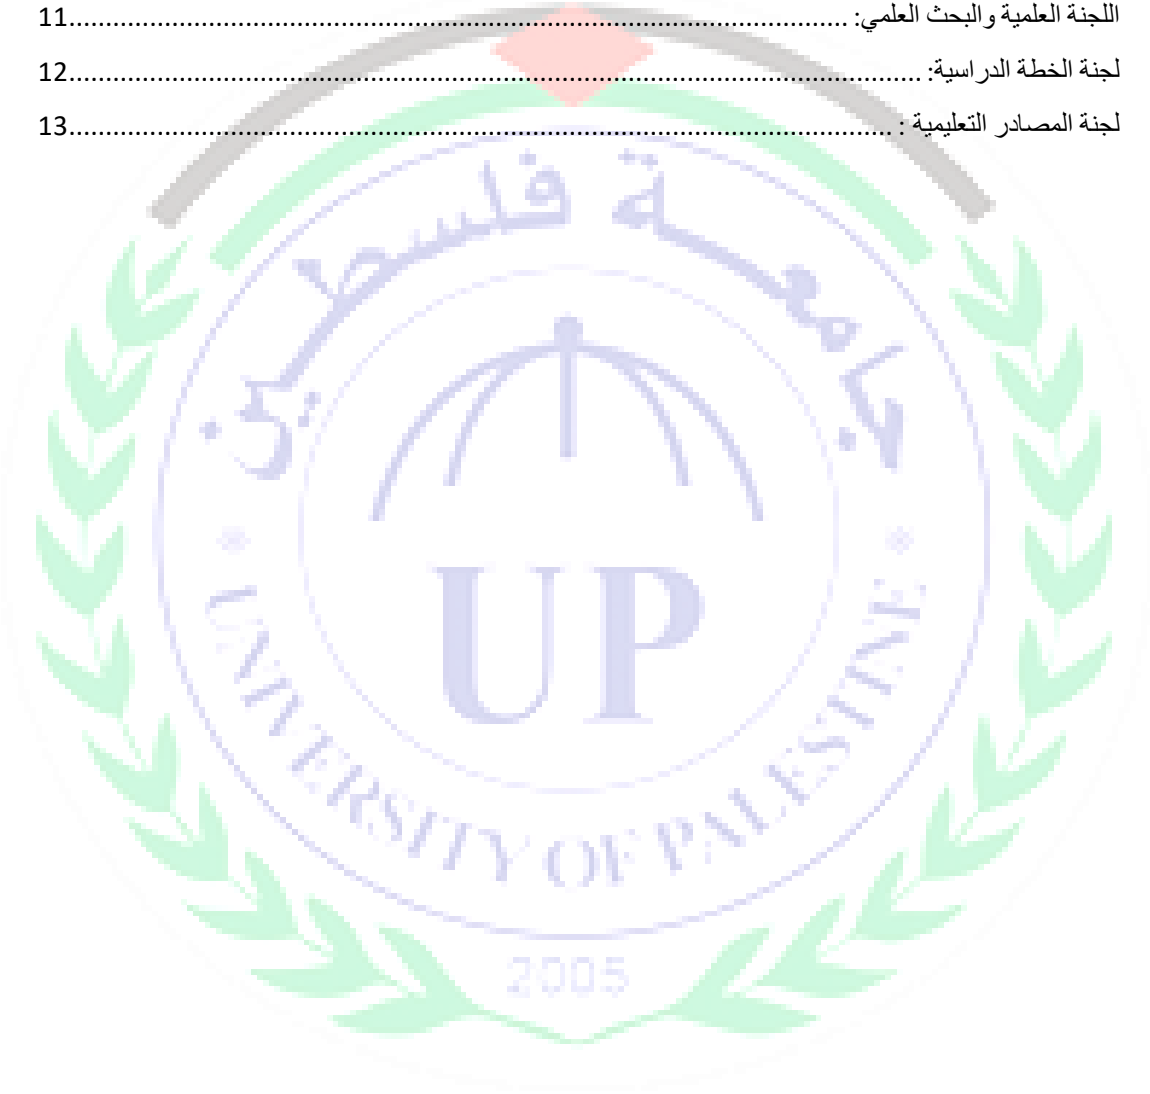 اللجنة العلمية والبحث العلمي: ........................................................................................................11
لجنة الخطة الدراسية: ..................................................................................................................12
لجنة المصادر التعليمية : ..............................................................................................................13
جامعة فلسطين
UP
UNIVERSITY OF PALESTINE
2005